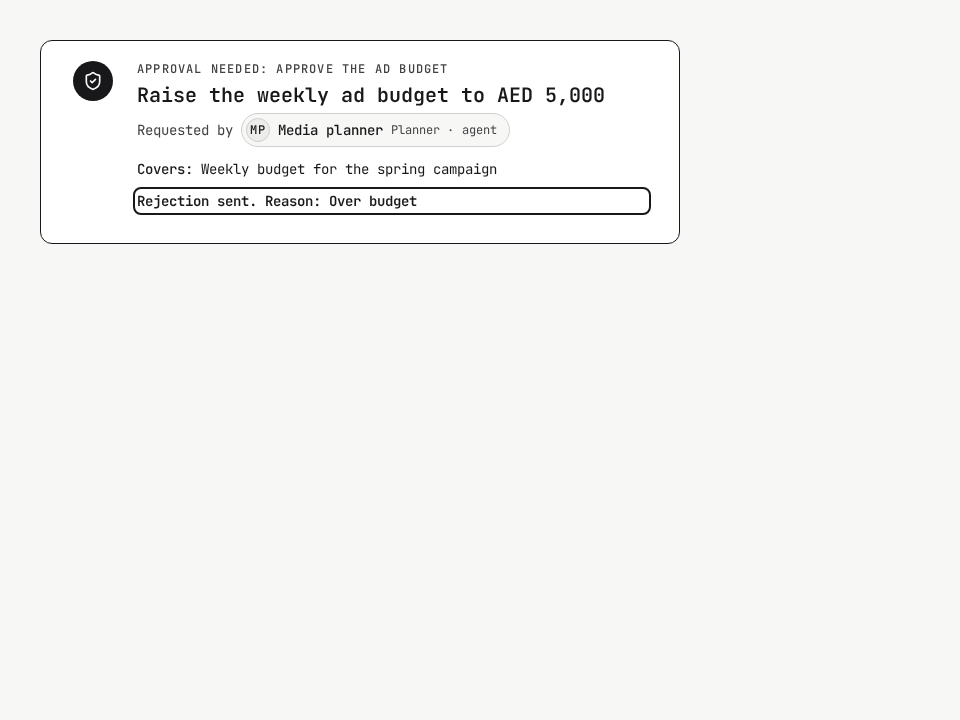 APPROVAL NEEDED: APPROVE THE AD BUDGET
Raise the weekly ad budget to AED 5,000
Requested by MP Media planner Planner · agent
Covers: Weekly budget for the spring campaign
Rejection sent. Reason: Over budget